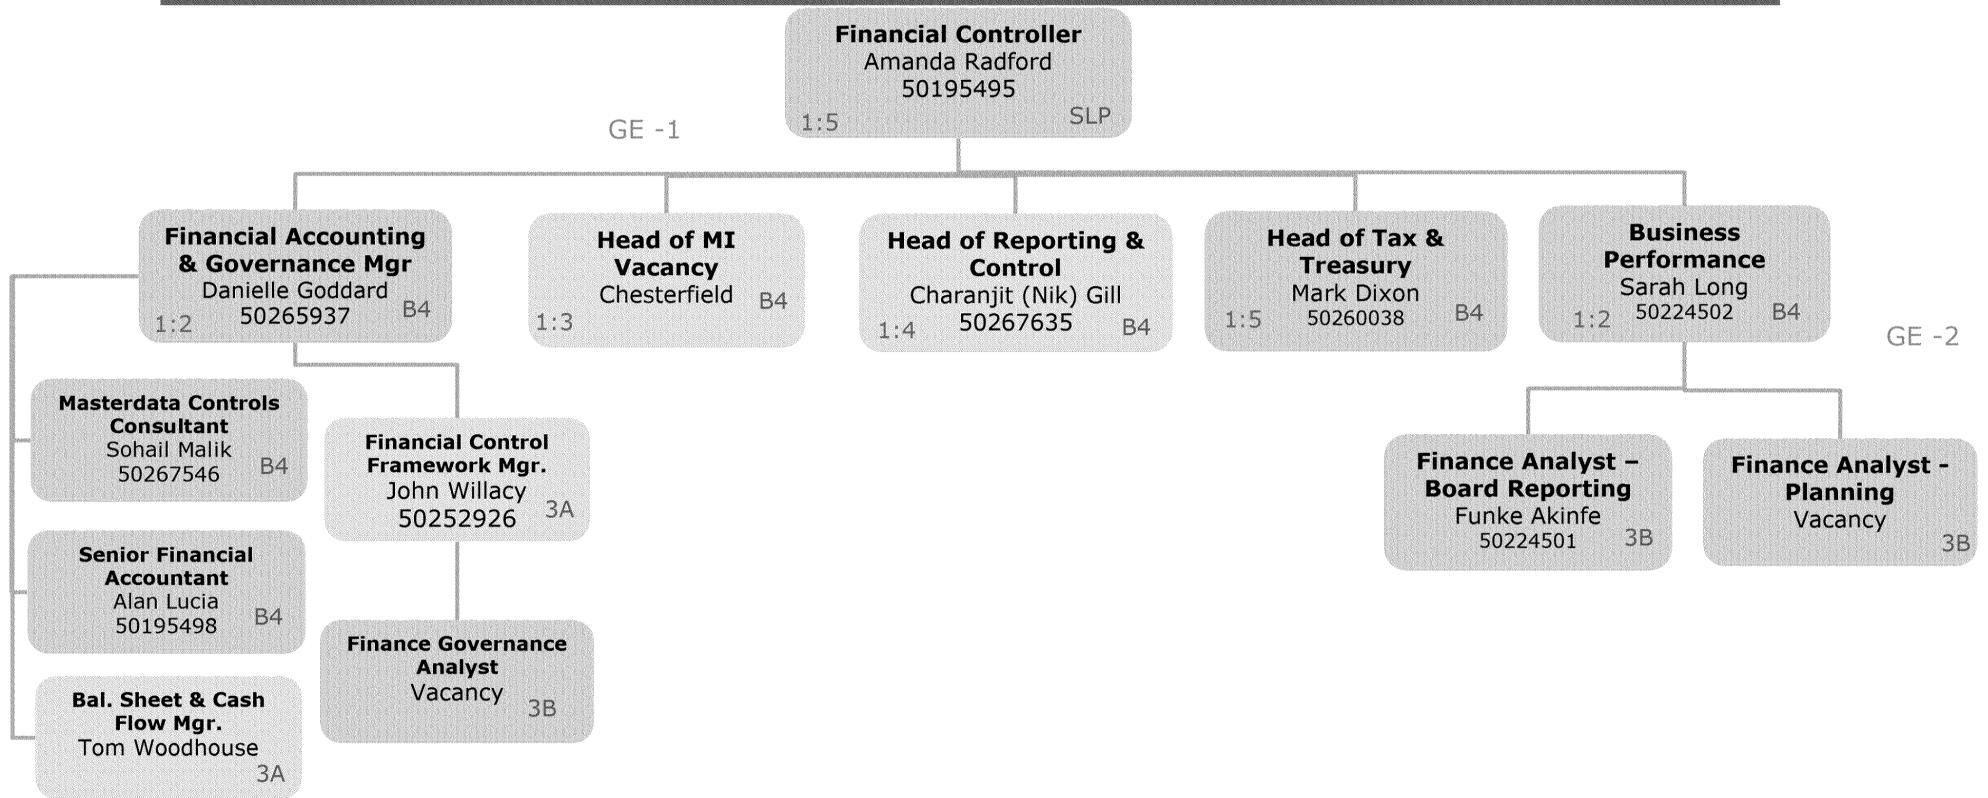 Financial Controller
Amanda Radford
50195495
1:5
SLP
GE -1
Financial Accounting
& Governance Mgr
Danielle Goddard
50265937
1:2
B4
Head of MI
Vacancy
Chesterfield
1:3
B4
Head of Reporting &
Control
Charanjit (Nik) Gill
50267635
1:4
B4
Head of Tax &
Treasury
Mark Dixon
50260038
1:5
B4
Business
Performance
Sarah Long
50224502
1:2
B4
GE -2
Masterdata Controls
Consultant
Sohail Malik
50267546
B4
Financial Control
Framework Mgr.
John Willacy
50252926
3A
Finance Analyst –
Board Reporting
Funke Akinfe
50224501
3B
Finance Analyst -
Planning
Vacancy
3B
Senior Financial
Accountant
Alan Lucia
50195498
B4
Finance Governance
Analyst
Vacancy
3B
Bal. Sheet & Cash
Flow Mgr.
Tom Woodhouse
3A